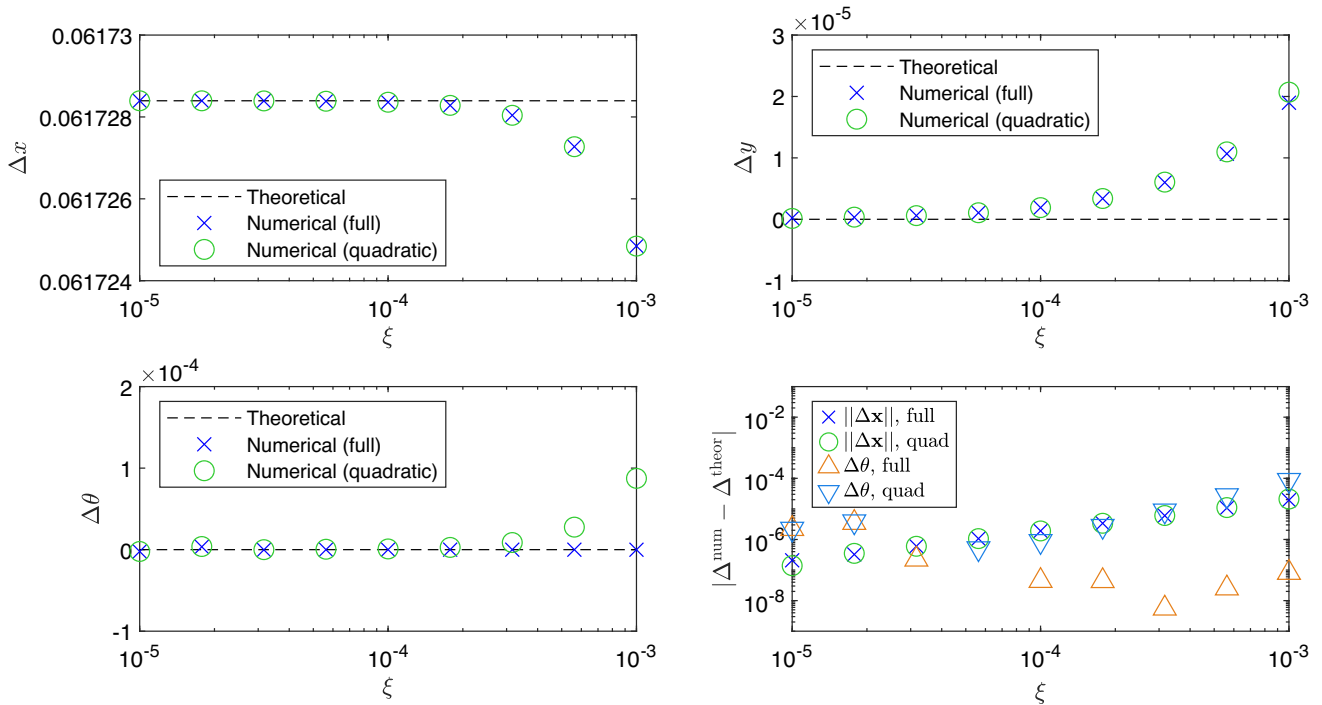 0.06173
0.061728
0.061726
0.061724
Δx
Theoretical
Numerical (full)
Numerical (quadratic)
10^-5
10^-4
10^-3
ξ
× 10^-5
3
2
1
0
-1
Δy
Theoretical
Numerical (full)
Numerical (quadratic)
10^-5
10^-4
10^-3
ξ
× 10^-4
2
1
0
-1
Δθ
Theoretical
Numerical (full)
Numerical (quadratic)
10^-5
10^-4
10^-3
ξ
10^-2
10^-4
10^-6
10^-8
|Δ^num − Δ^theor|
||Δx||, full
||Δx||, quad
Δθ, full
Δθ, quad
10^-5
10^-4
10^-3
ξ